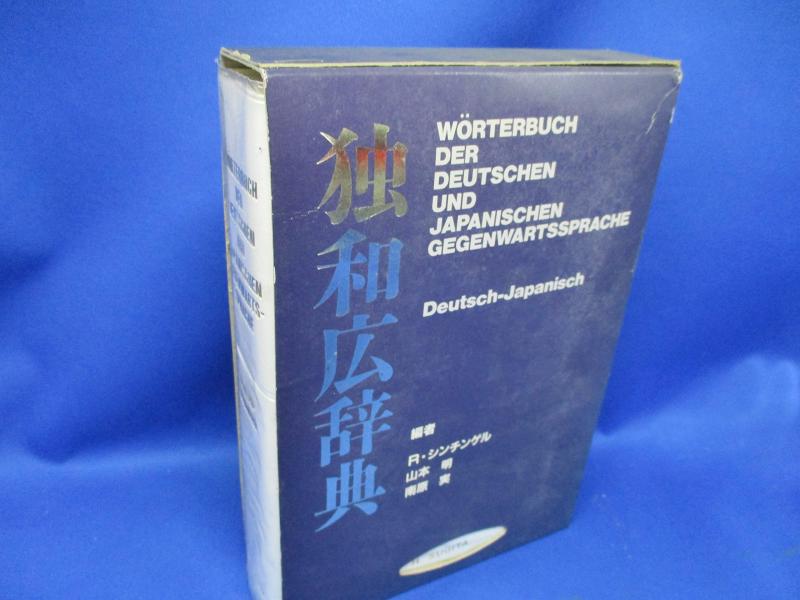 独和広辞典
WÖRTERBUCH
DER
DEUTSCHEN
UND
JAPANISCHEN
GEGENWARTSSPRACHE
Deutsch-Japanisch
編者
R・シンチンゲル
山本 明
南原 実
WÖRTERBUCH